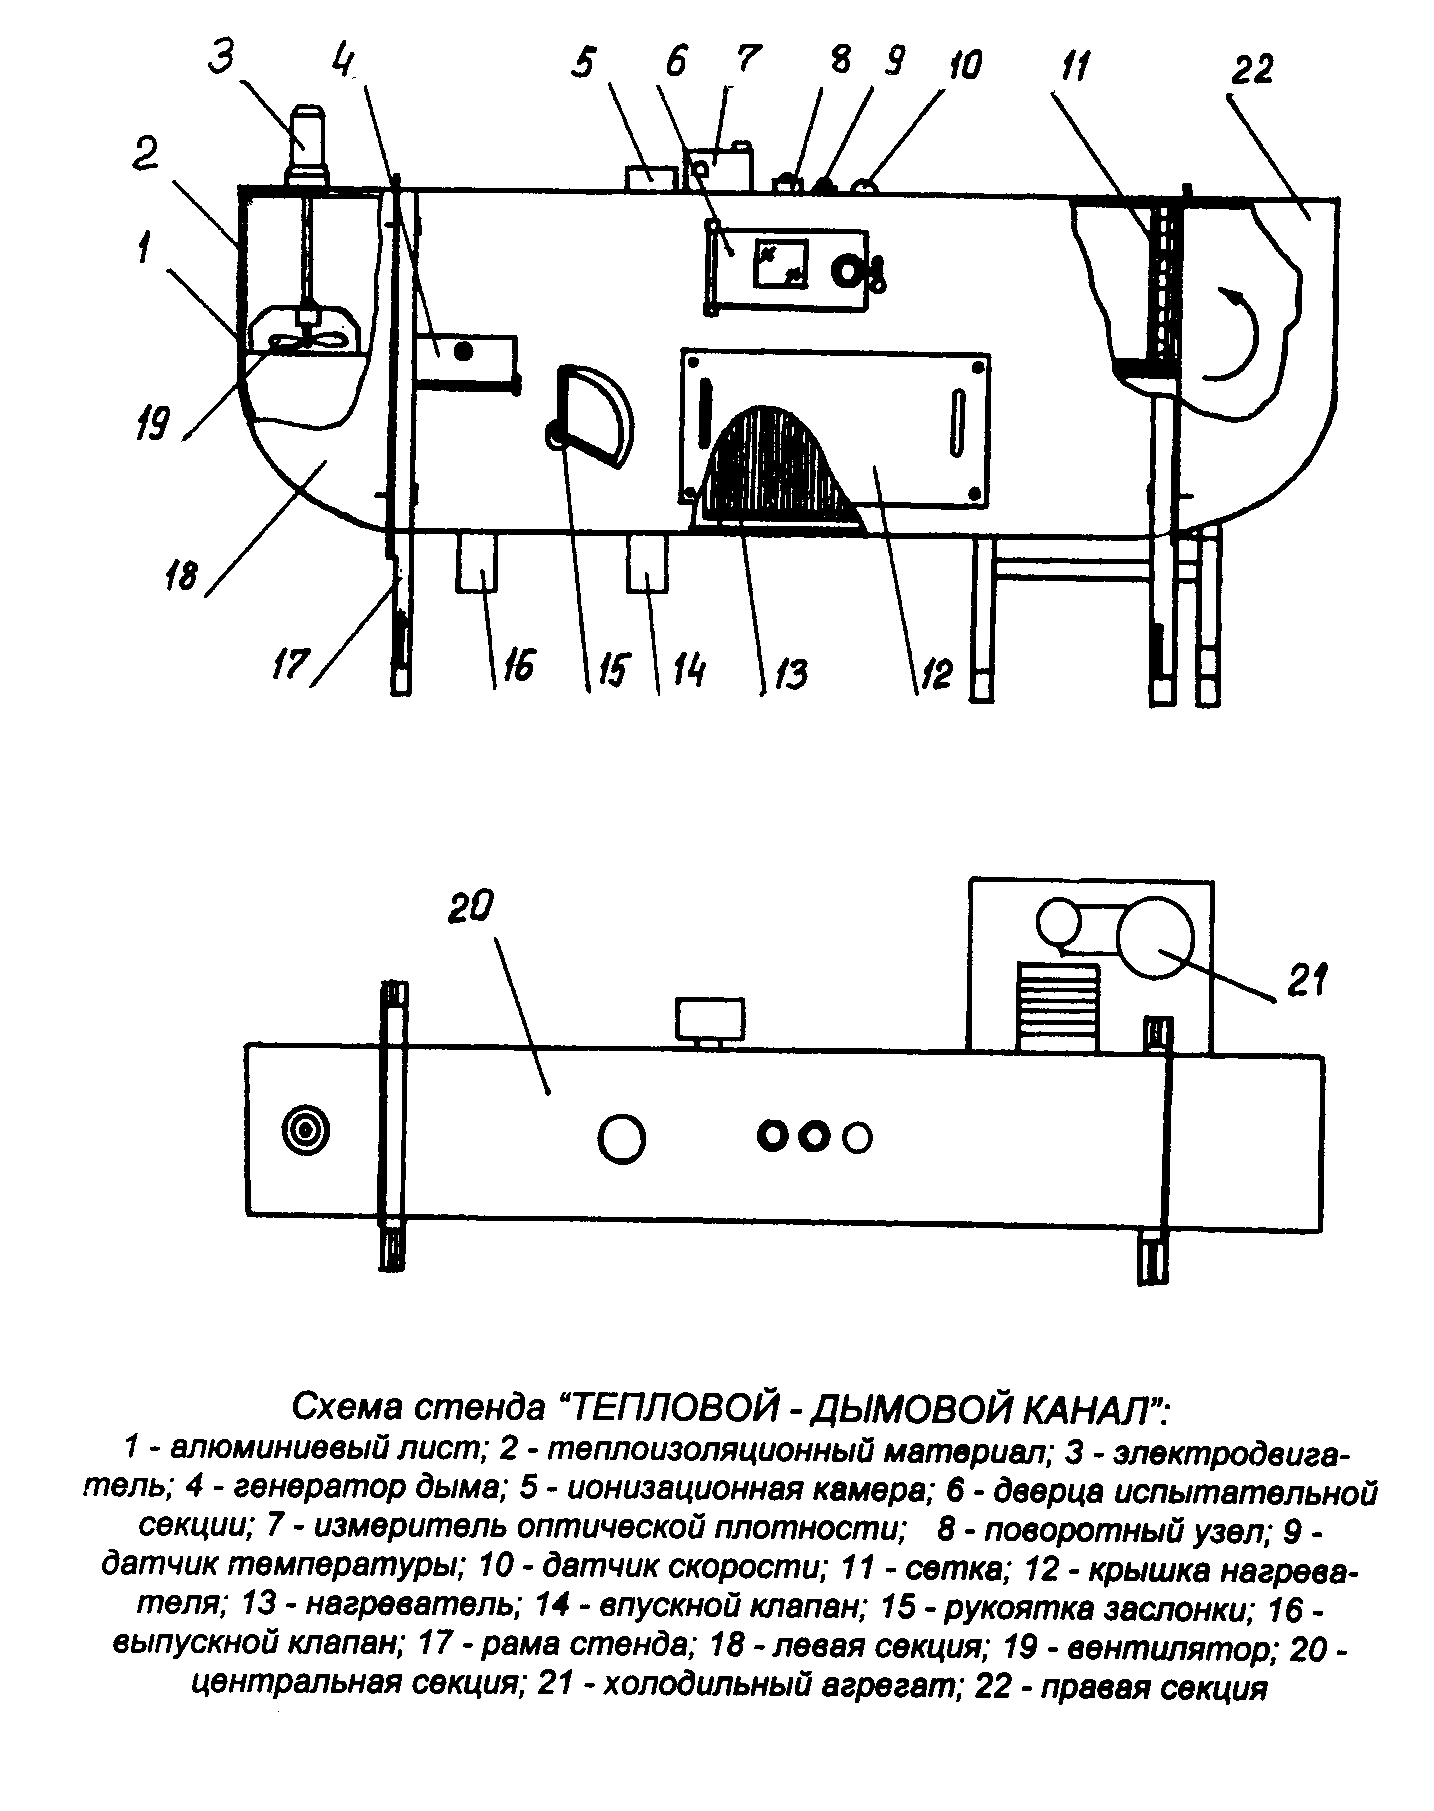 3 4 5 6 7 8 9 10 11 22
2
1
19
18
17 16 15 14 13 12
20
21
Схема стенда “ТЕПЛОВОЙ - ДЫМОВОЙ КАНАЛ”:
1 - алюминиевый лист; 2 - теплоизоляционный материал; 3 - электродвига-
тель; 4 - генератор дыма; 5 - ионизационная камера; 6 - дверца испытательной
секции; 7 - измеритель оптической плотности; 8 - поворотный узел; 9 -
датчик температуры; 10 - датчик скорости; 11 - сетка; 12 - крышка нагрева-
теля; 13 - нагреватель; 14 - впускной клапан; 15 - рукоятка заслонки; 16 -
выпускной клапан; 17 - рама стенда; 18 - левая секция; 19 - вентилятор; 20 -
центральная секция; 21 - холодильный агрегат; 22 - правая секция